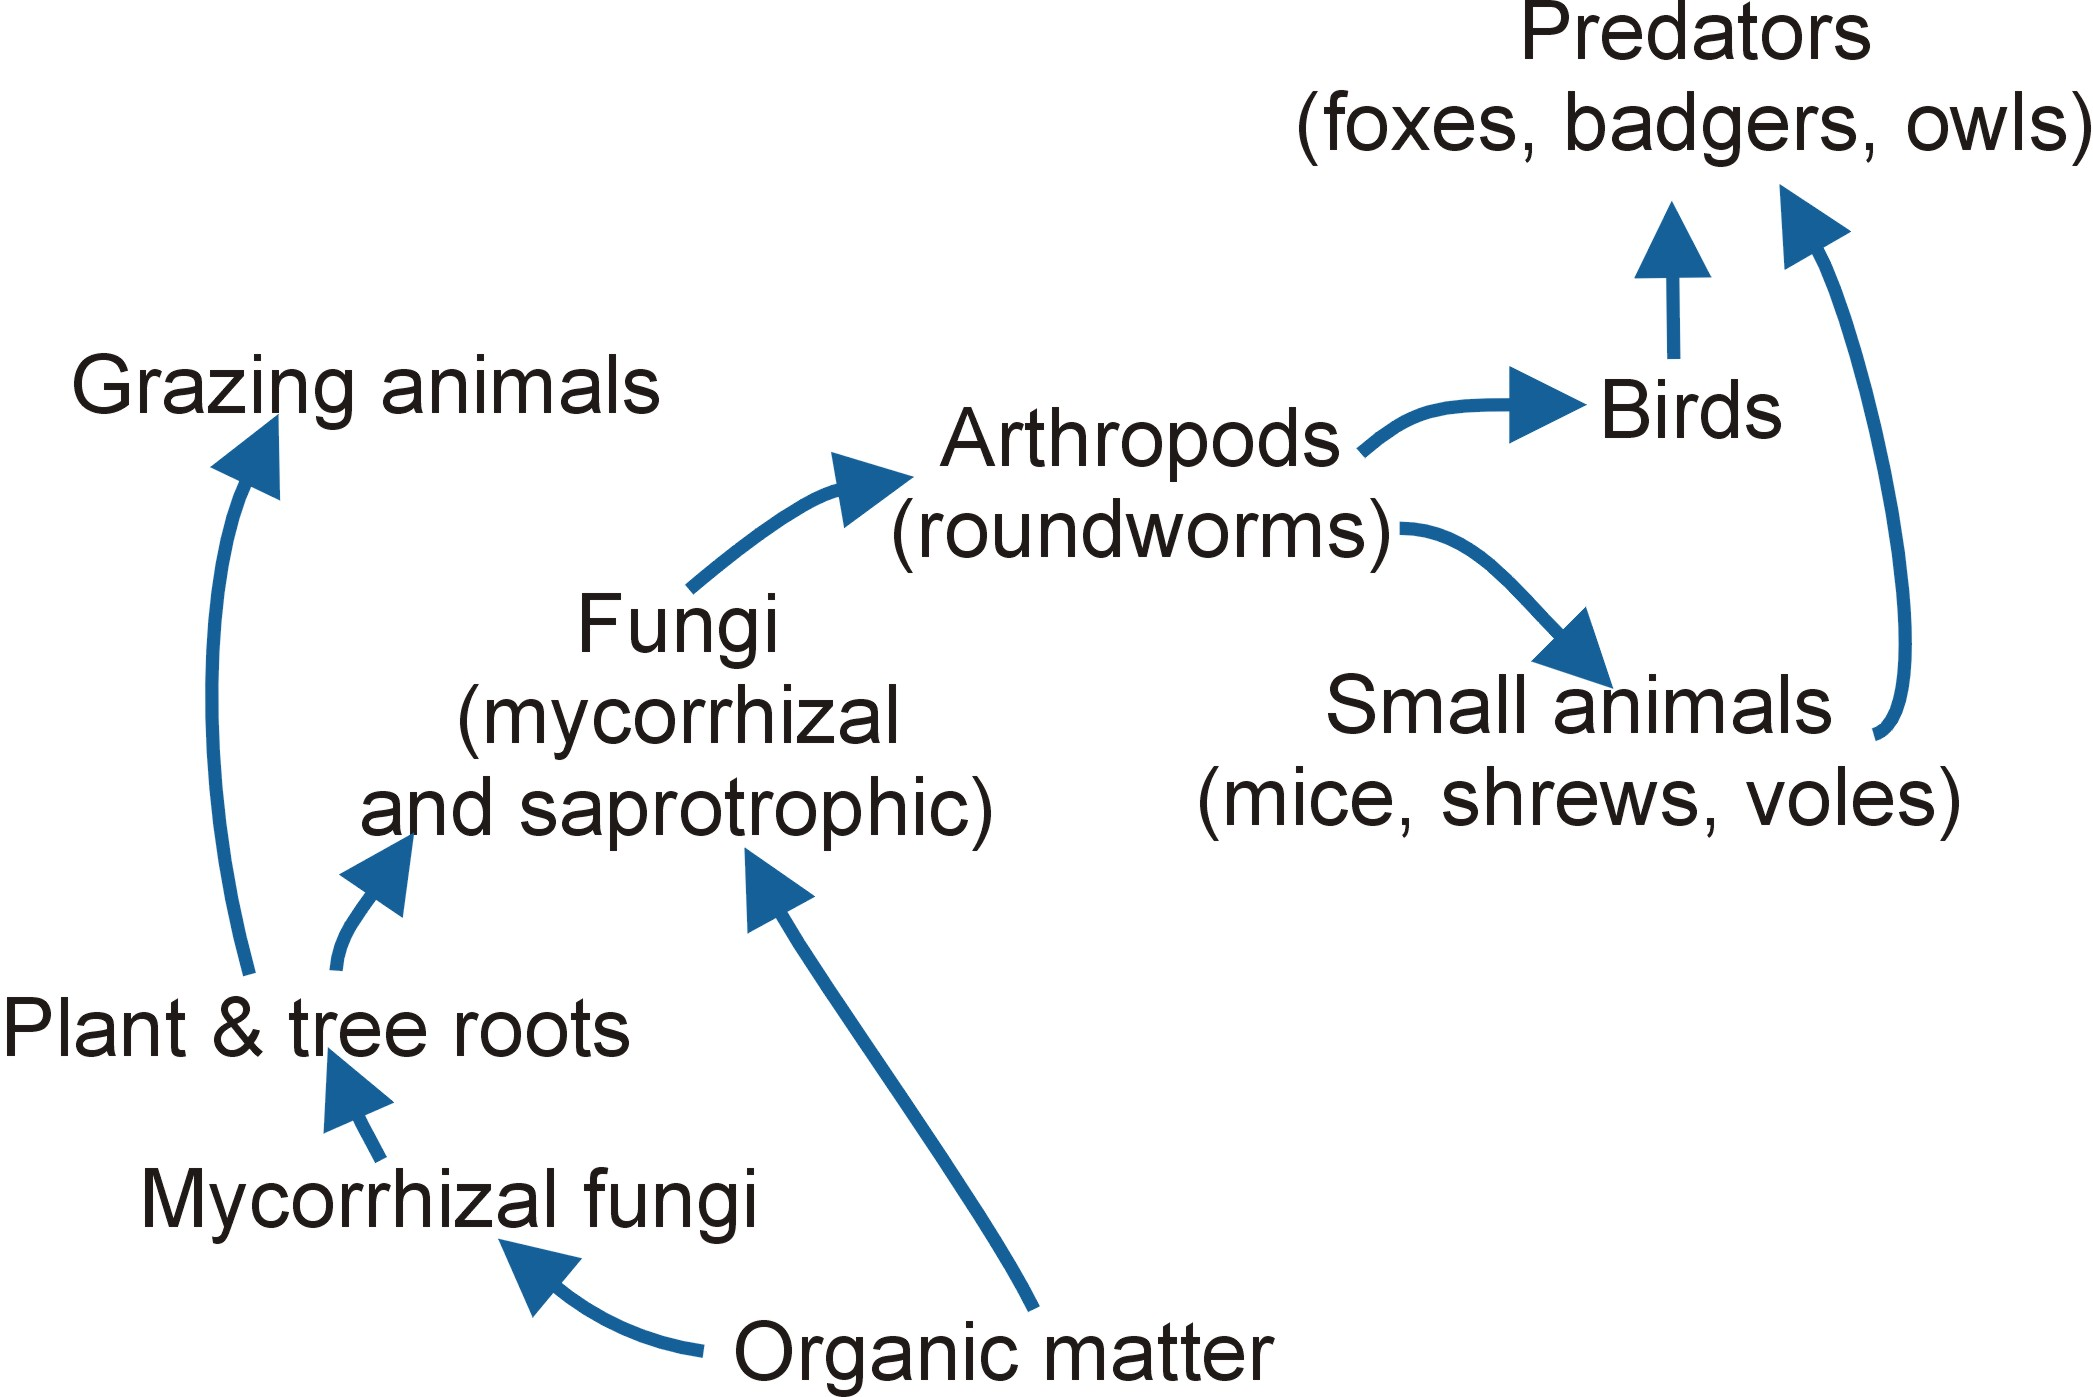 Predators
(foxes, badgers, owls)
Grazing animals
Birds
Arthropods
(roundworms)
Fungi
(mycorrhizal
and saprotrophic)
Small animals
(mice, shrews, voles)
Plant & tree roots
Mycorrhizal fungi
Organic matter